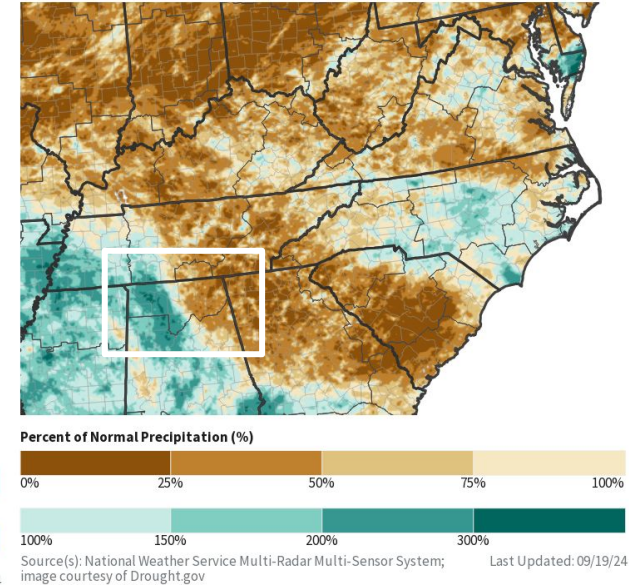 Percent of Normal Precipitation (%)
0% 25% 50% 75% 100%
100% 150% 200% 300%
Source(s): National Weather Service Multi-Radar Multi-Sensor System; Last Updated: 09/19/24
image courtesy of Drought.gov